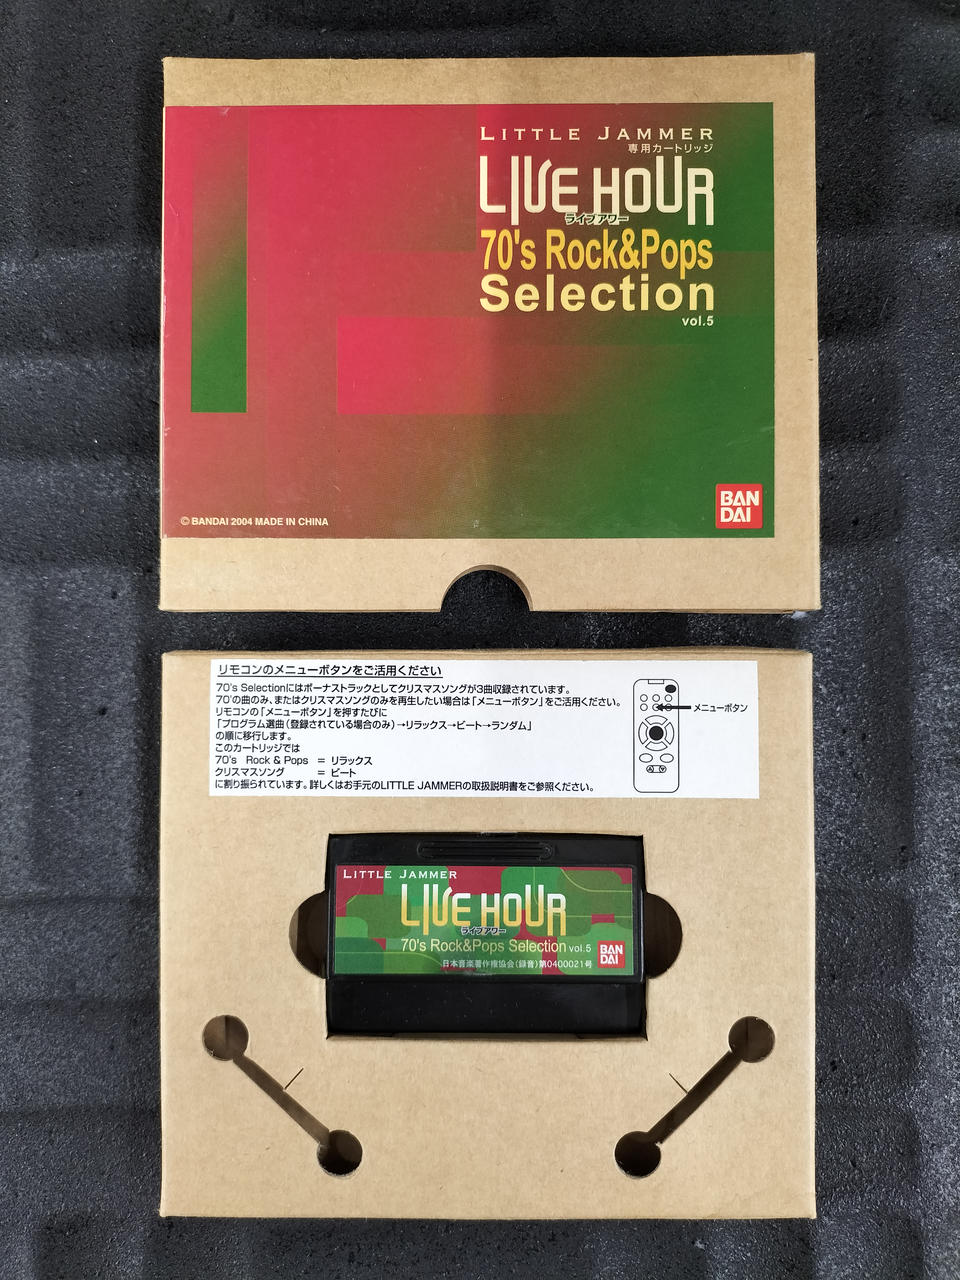 LITTLE JAMMER
専用カートリッジ
LIVE HOUR
ライブアワー
70's Rock&Pops
Selection
vol.5
© BANDAI 2004 MADE IN CHINA
BAN
DAI
リモコンのメニューボタンをご活用ください
70's Selectionにはボーナストラックとしてクリスマスソングが3曲収録されています。
70'の曲のみ、またはクリスマスソングのみを再生したい場合は「メニューボタン」をご活用ください。
リモコンの「メニューボタン」を押すたびに
「プログラム選曲(登録されている場合のみ)→リラックス→ビート→ランダム」
の順に移行します。
このカートリッジでは
70's Rock & Pops = リラックス
クリスマスソング = ビート
に割り振られています。詳しくはお手元のLITTLE JAMMERの取扱説明書をご参照ください。
メニューボタン
LITTLE JAMMER
LIVE HOUR
ライブアワー
70's Rock&Pops Selection vol.5
日本音楽著作権協会(録音)第0400021号
BAN
DAI